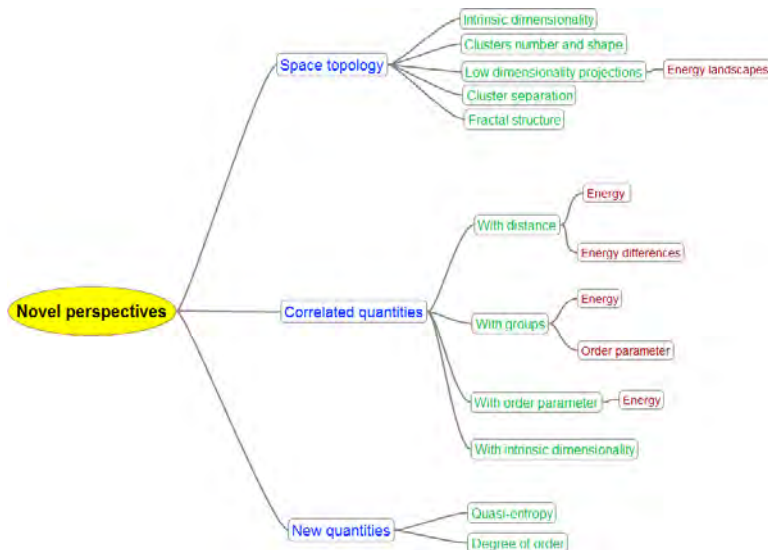 Intrinsic dimensionality
Clusters number and shape
Space topology
Low dimensionality projections
Energy landscapes
Cluster separation
Fractal structure
Energy
With distance
Energy differences
Novel perspectives
Correlated quantities
Energy
With groups
Order parameter
With order parameter
Energy
With intrinsic dimensionality
Quasi-entropy
New quantities
Degree of order